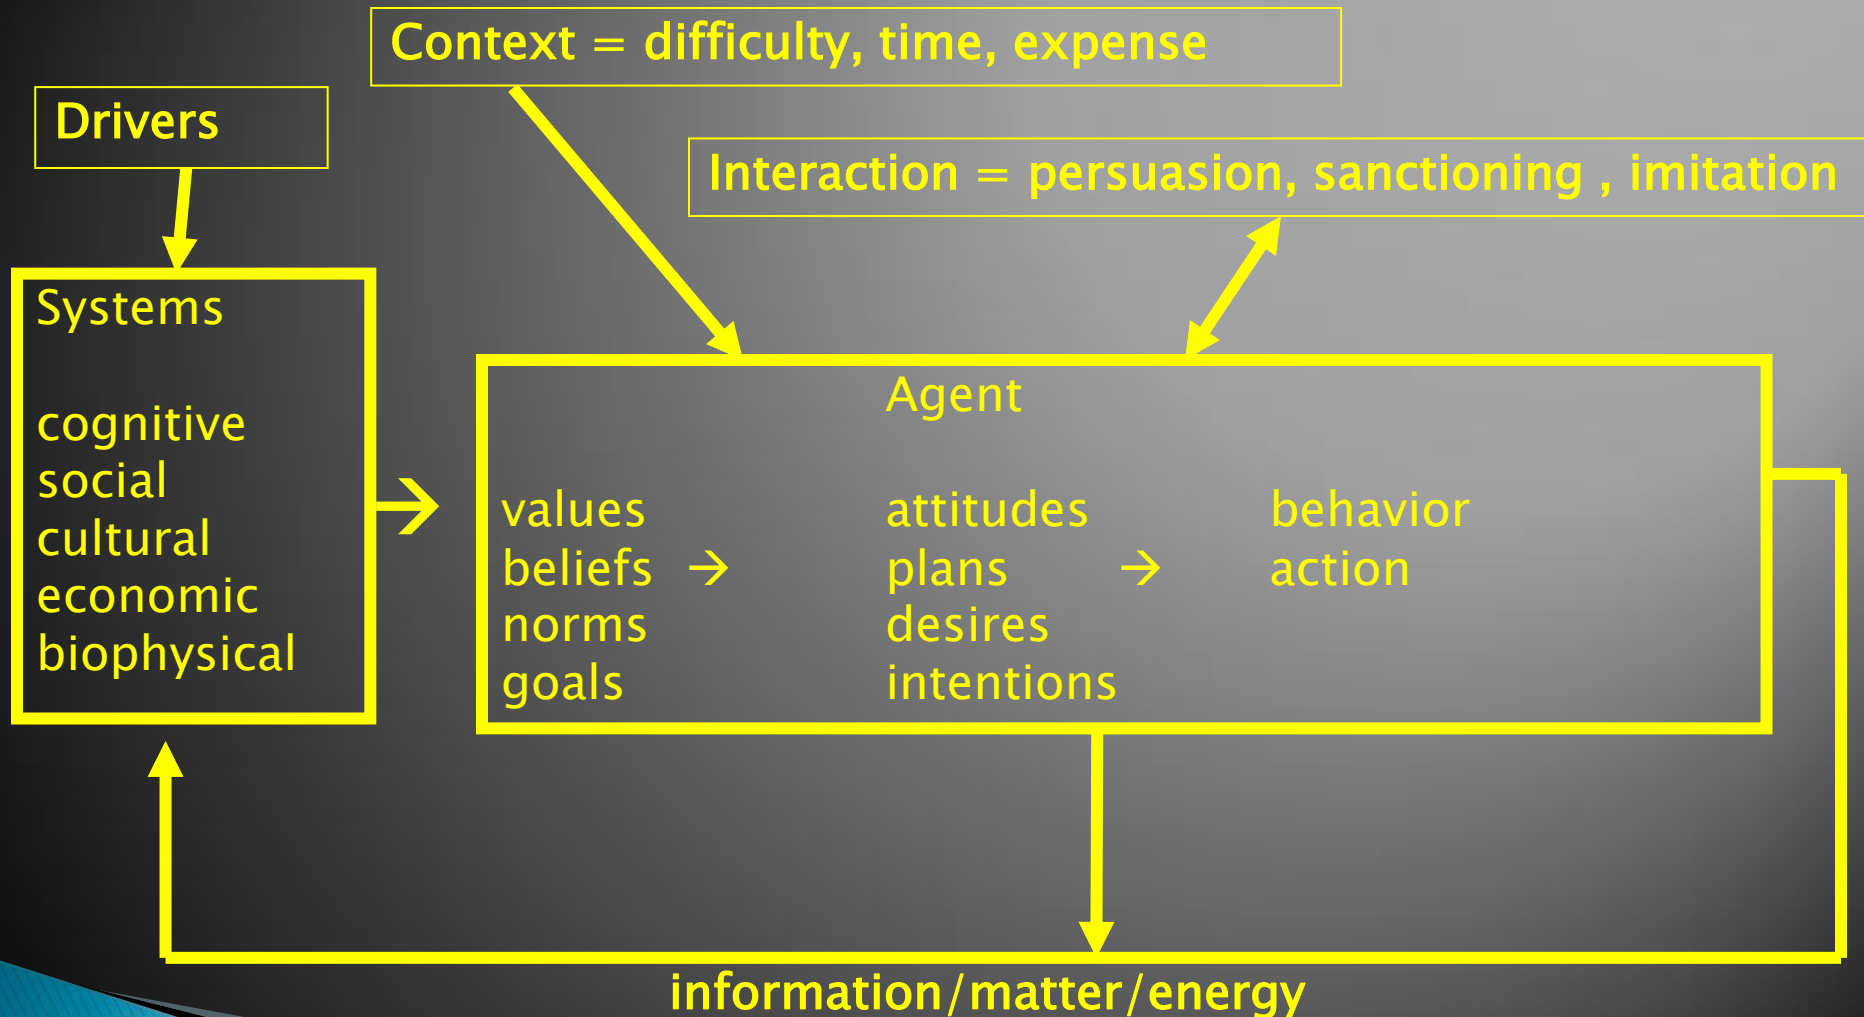 Context = difficulty, time, expense
Drivers
Interaction = persuasion, sanctioning , imitation
Systems
cognitive
social
cultural
economic
biophysical
→
Agent
values attitudes behavior
beliefs → plans → action
norms desires
goals intentions
information/matter/energy